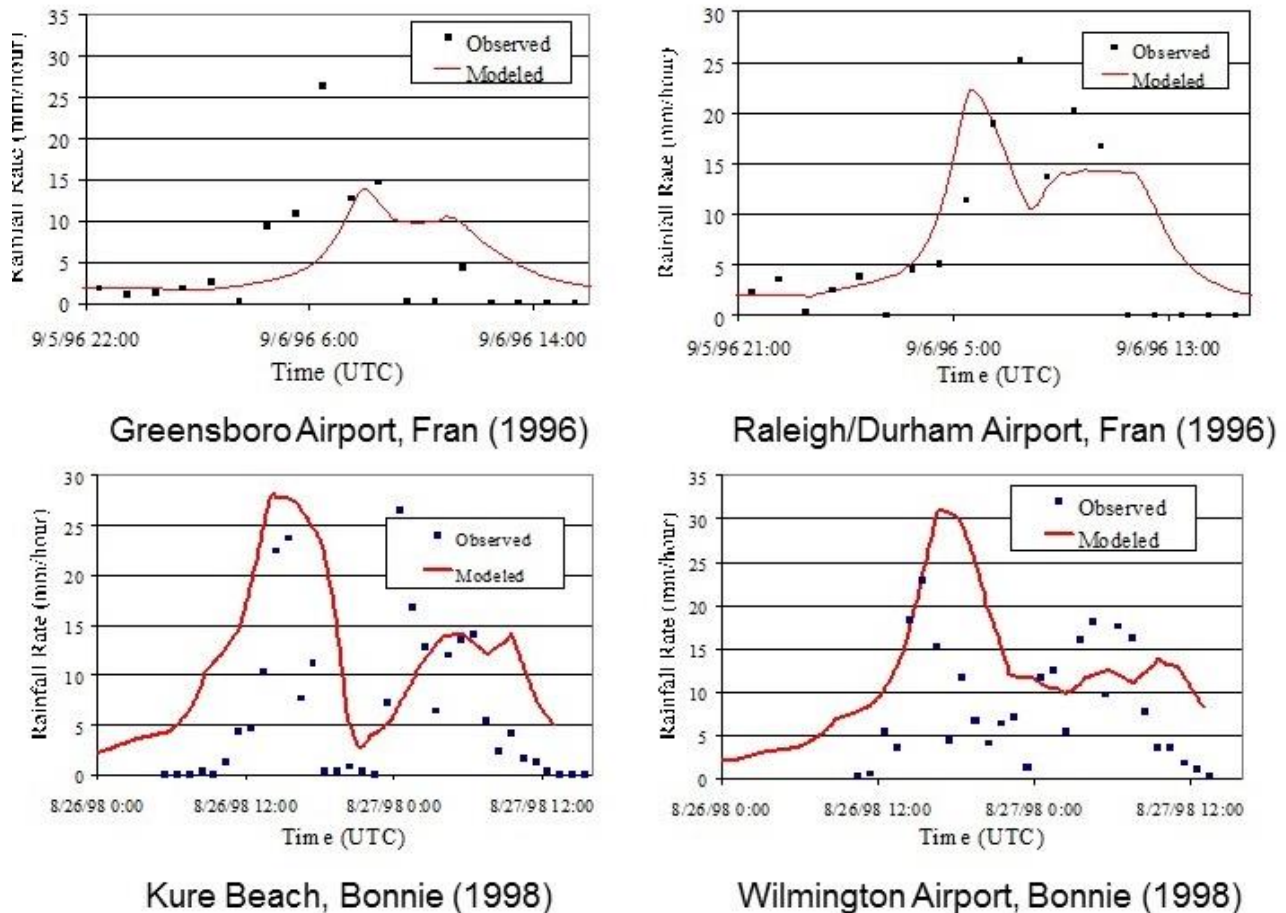 35
30
25
20
15
10
5
0
Rainfall Rate (mm/hour)
Observed
Modeled
9/5/96 22:00
9/6/96 6:00
9/6/96 14:00
Time (UTC)
Greensboro Airport, Fran (1996)
30
25
20
15
10
5
0
Rainfall Rate (mm/hour)
Observed
Modeled
9/5/96 21:00
9/6/96 5:00
9/6/96 13:00
Time (UTC)
Raleigh/Durham Airport, Fran (1996)
30
25
20
15
10
5
0
Rainfall Rate (mm/hour)
Observed
Modeled
8/26/98 0:00
8/26/98 12:00
8/27/98 0:00
8/27/98 12:00
Time (UTC)
Kure Beach, Bonnie (1998)
35
30
25
20
15
10
5
0
Rainfall Rate (mm/hour)
Observed
Modeled
8/26/98 0:00
8/26/98 12:00
8/27/98 0:00
8/27/98 12:00
Time (UTC)
Wilmington Airport, Bonnie (1998)